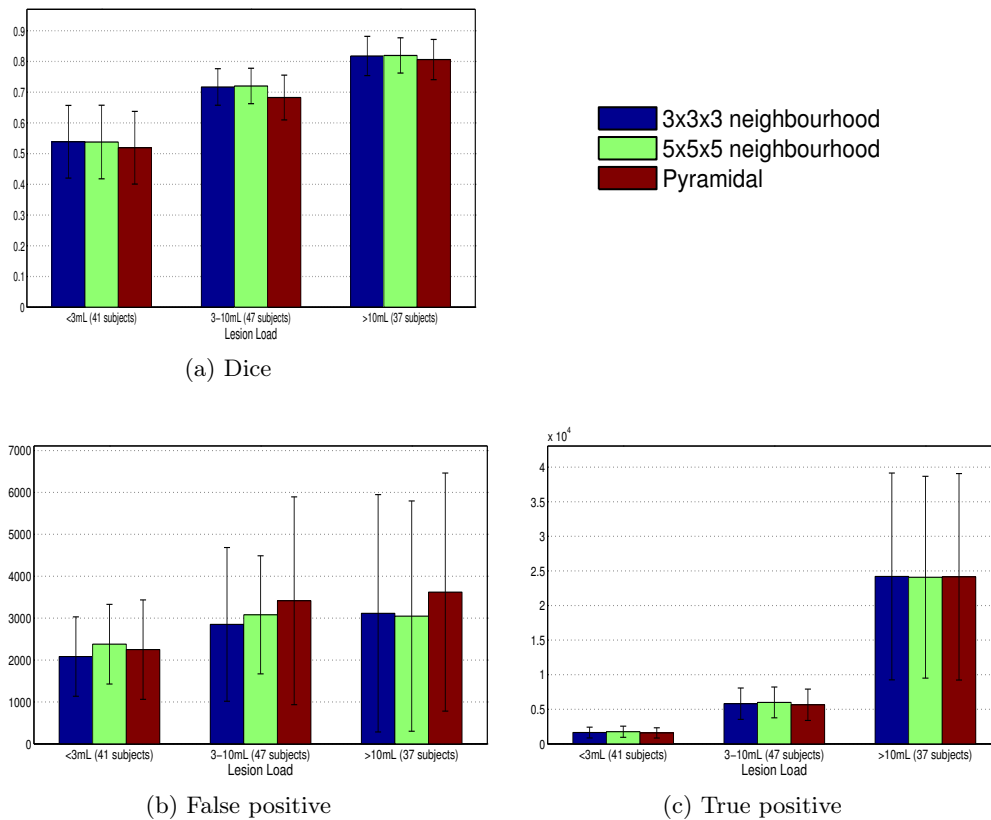 0.9
0.8
0.7
0.6
0.5
0.4
0.3
0.2
0.1
0
<3mL (41 subjects) 3−10mL (47 subjects) >10mL (37 subjects)
Lesion Load
(a) Dice
3x3x3 neighbourhood
5x5x5 neighbourhood
Pyramidal
7000
6000
5000
4000
3000
2000
1000
0
<3mL (41 subjects) 3−10mL (47 subjects) >10mL (37 subjects)
Lesion Load
(b) False positive
x 10^4
4
3.5
3
2.5
2
1.5
1
0.5
0
<3mL (41 subjects) 3−10mL (47 subjects) >10mL (37 subjects)
Lesion Load
(c) True positive